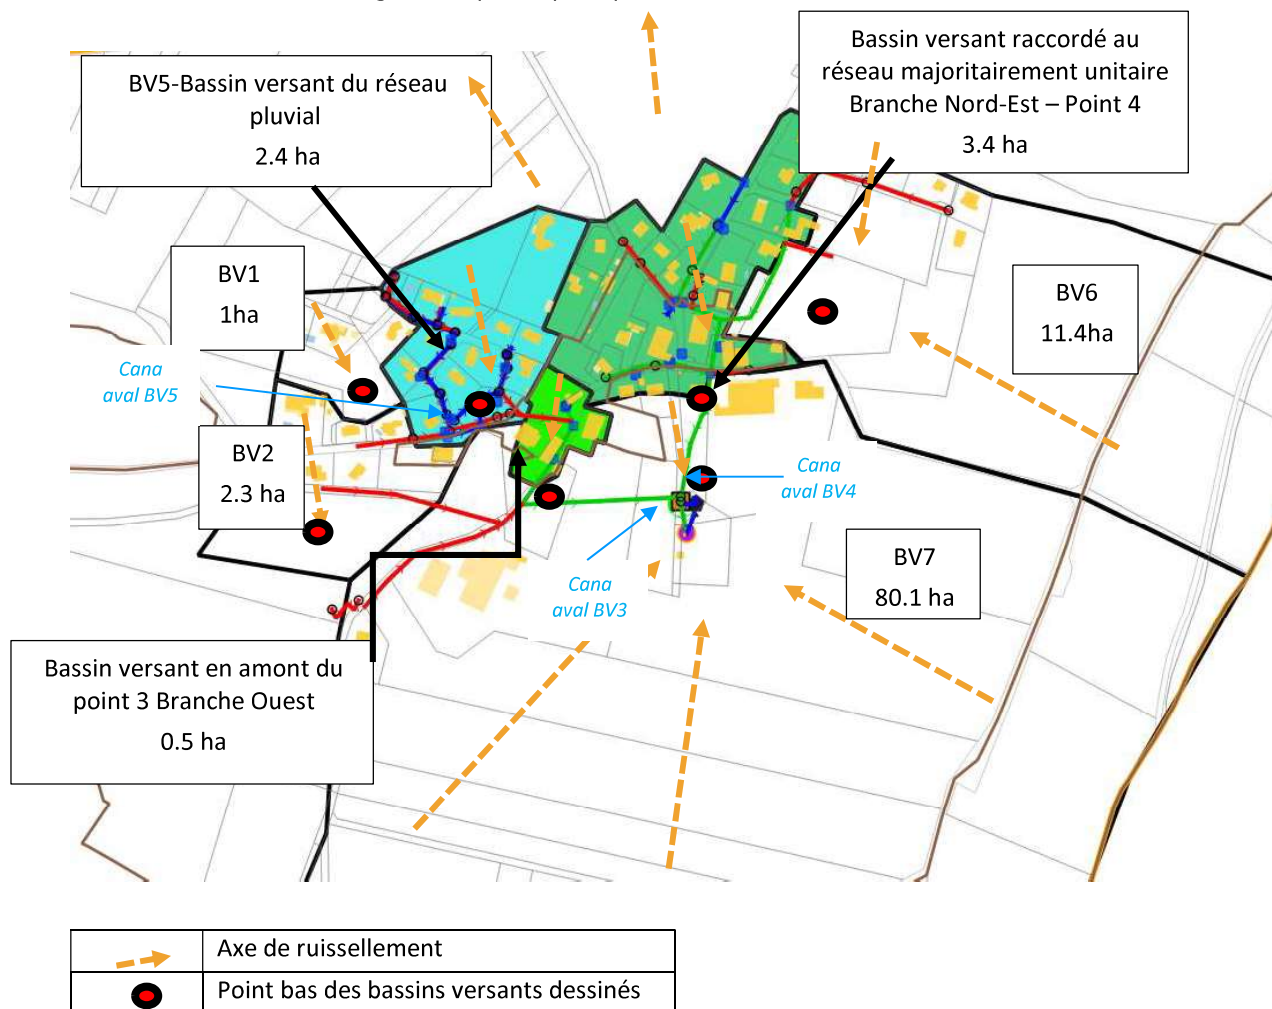 BV5-Bassin versant du réseau
pluvial
2.4 ha
Bassin versant raccordé au
réseau majoritairement unitaire
Branche Nord-Est – Point 4
3.4 ha
BV1
1ha
BV6
11.4ha
Cana
aval BV5
BV2
2.3 ha
Cana
aval BV4
Cana
aval BV3
BV7
80.1 ha
Bassin versant en amont du
point 3 Branche Ouest
0.5 ha
Axe de ruissellement
Point bas des bassins versants dessinés